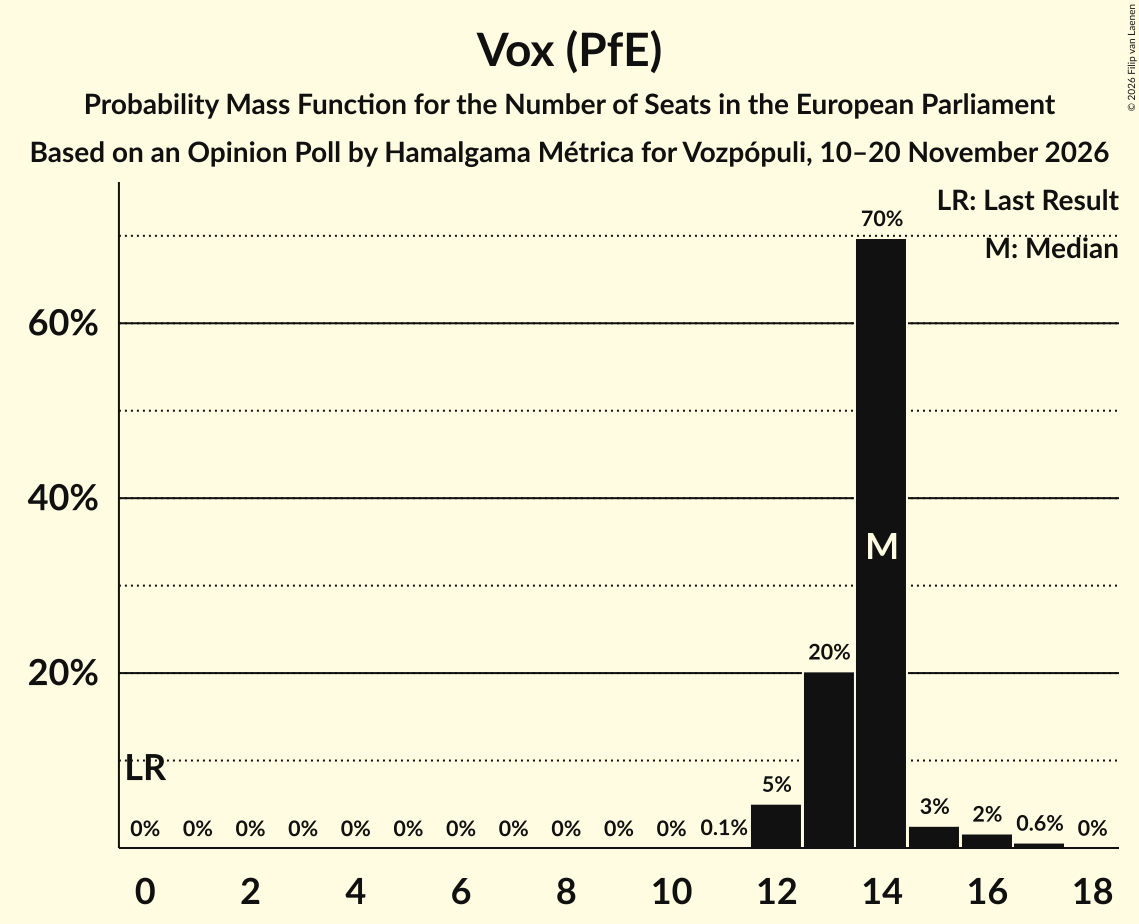 Vox (PfE)
Probability Mass Function for the Number of Seats in the European Parliament
Based on an Opinion Poll by Hamalgama Métrica for Vozpópuli, 10–20 November 2026
© 2026 Filip van Laenen
LR: Last Result
M: Median
70%
60%
40%
M
20%
20%
LR
5%
0% 0% 0% 0% 0% 0% 0% 0% 0% 0% 0% 0.1% 3% 2% 0.6% 0%
0 2 4 6 8 10 12 14 16 18